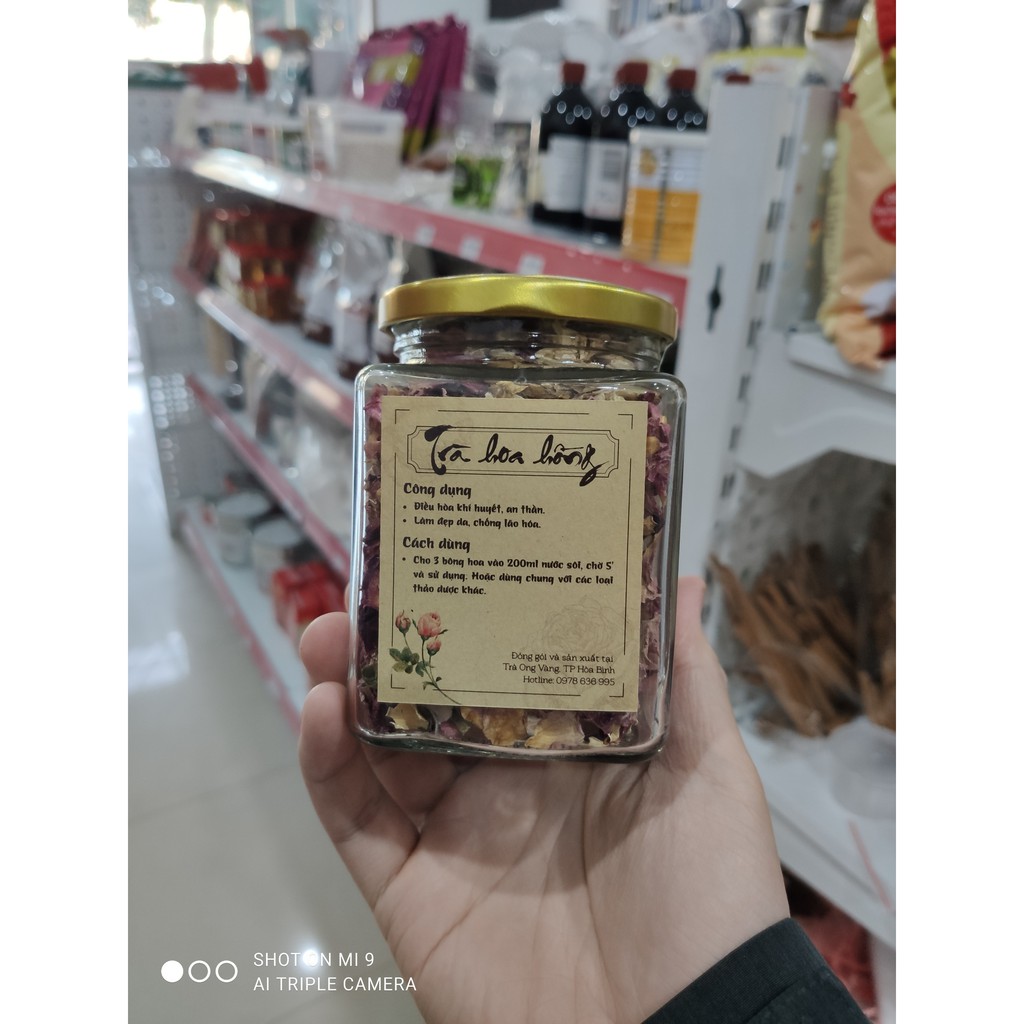 Trà hoa hồng
Công dụng
• Điều hòa khí huyết, an thần.
• Làm đẹp da, chống lão hóa.
Cách dùng
• Cho 3 bông hoa vào 200ml nước sôi, chờ 5'
và sử dụng. Hoặc dùng chung với các loại
thảo dược khác.
Đóng gói và sản xuất tại
Trà Ong Vàng, TP Hòa Bình
Hotline: 0978 636 995
SHOT ON MI 9
AI TRIPLE CAMERA